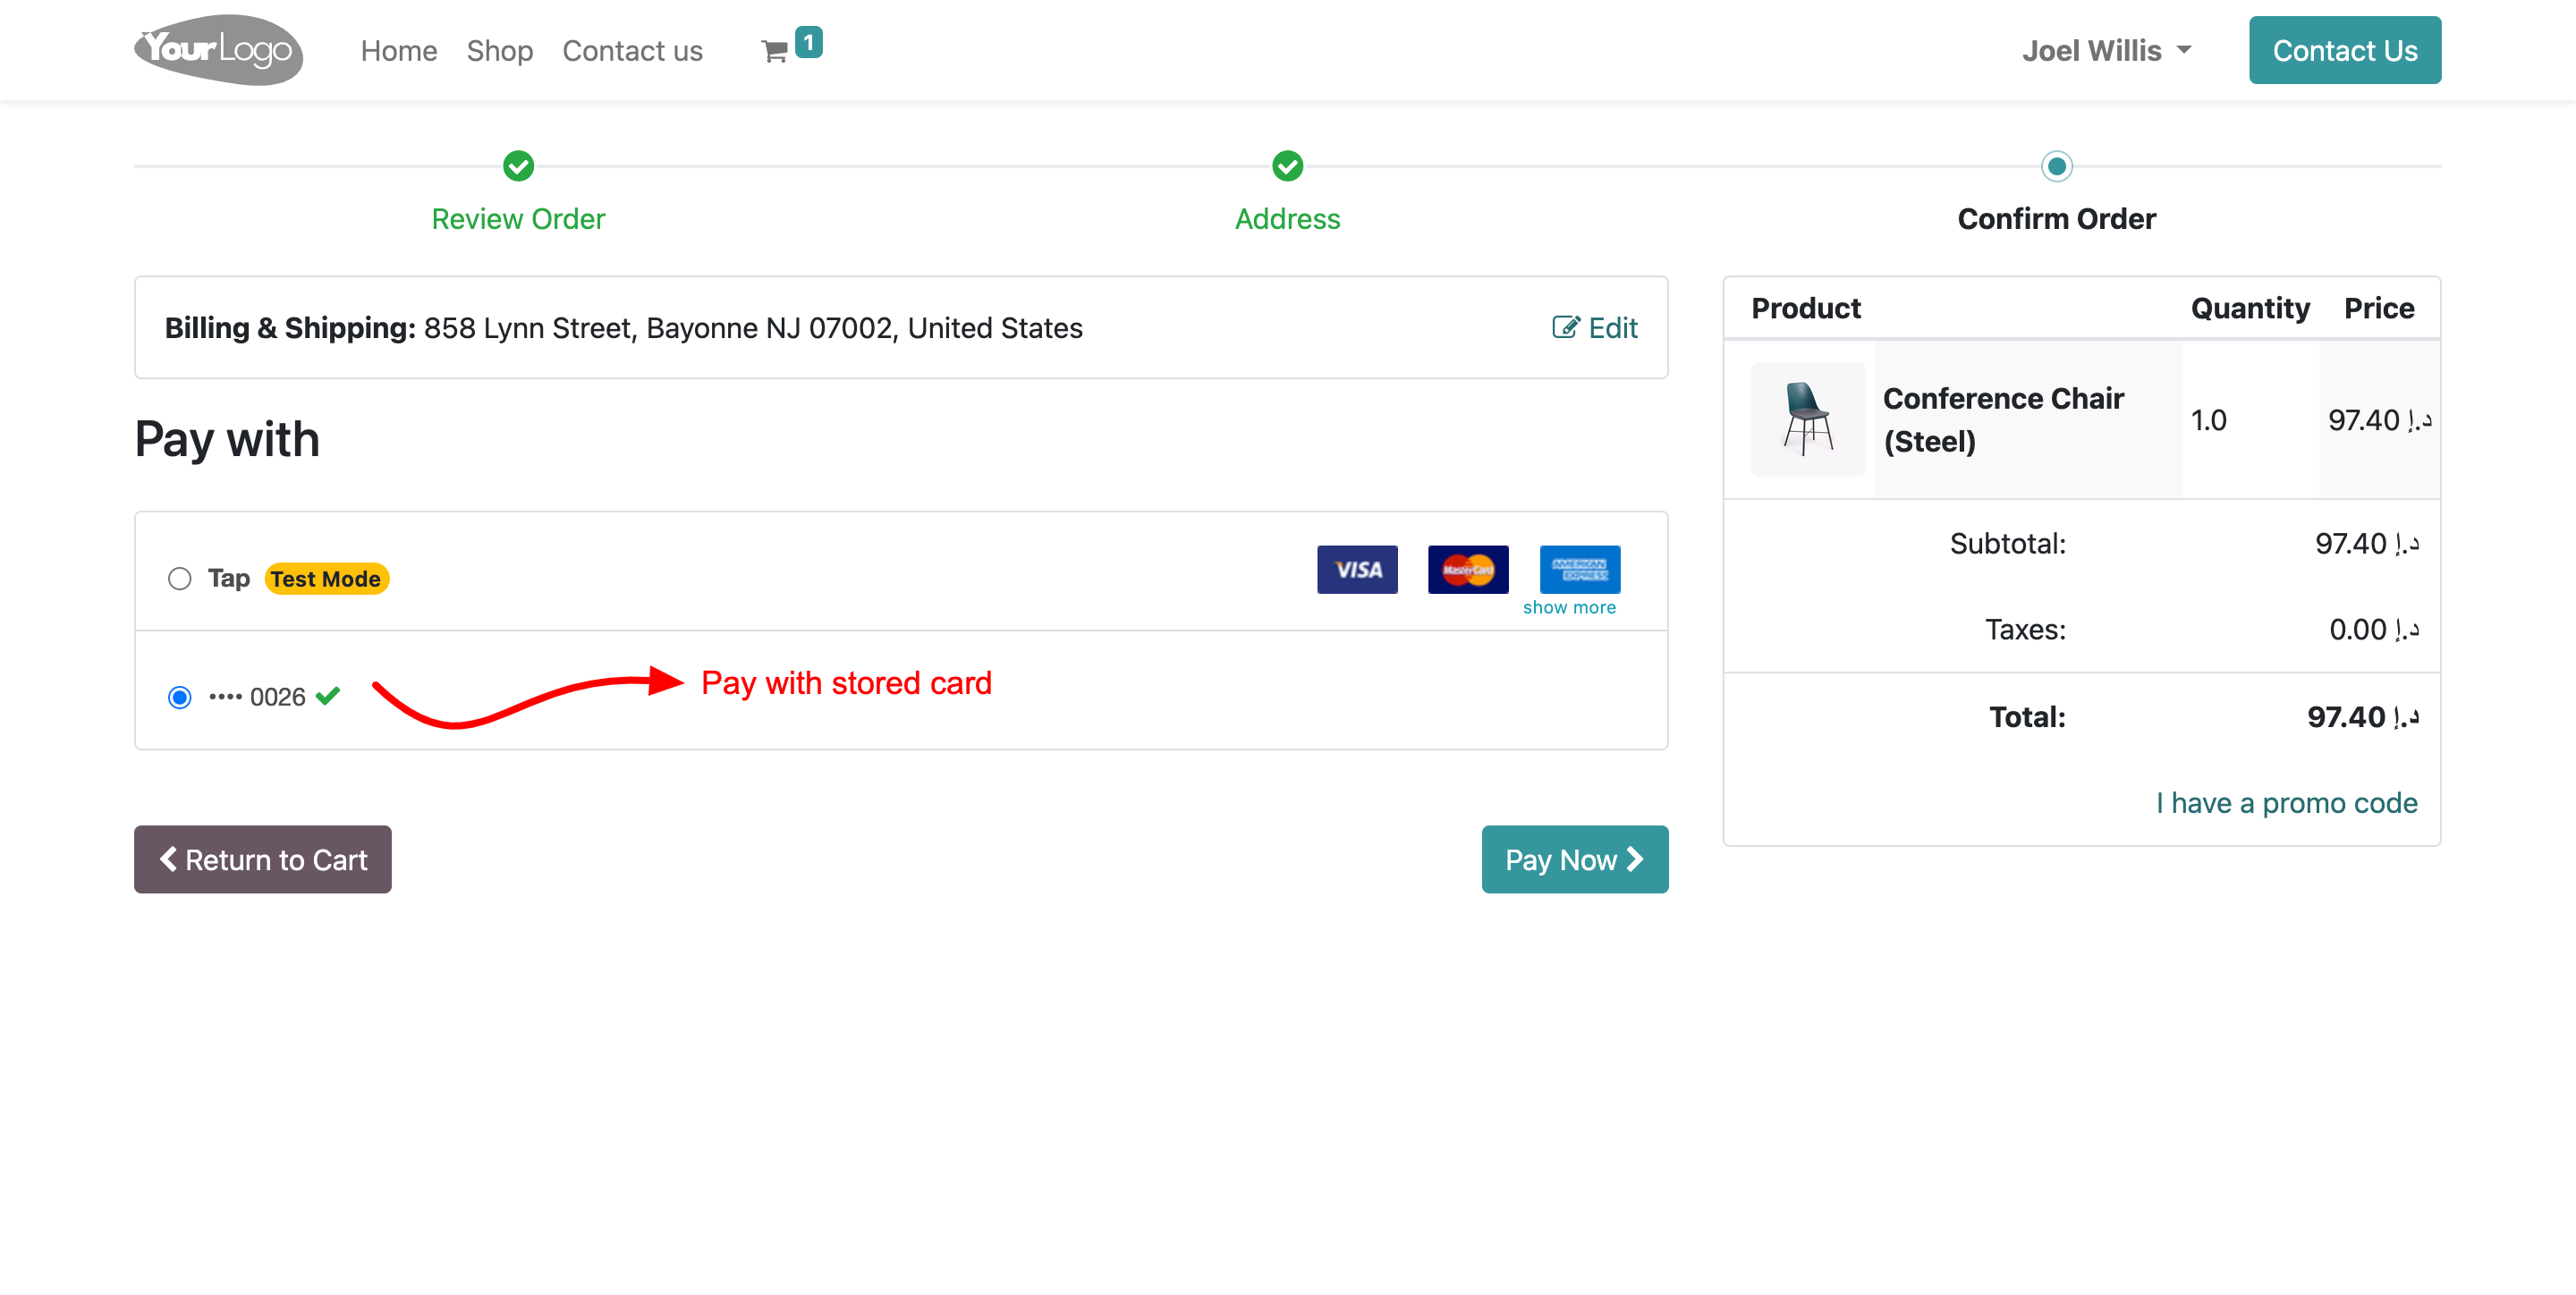 YourLogo
Home Shop Contact us 1
Joel Willis
Contact Us
Review Order
Address
Confirm Order
Billing & Shipping: 858 Lynn Street, Bayonne NJ 07002, United States
Edit
Pay with
Tap Test Mode
VISA
MasterCard
AMERICAN EXPRESS
show more
•••• 0026
Pay with stored card
Return to Cart
Pay Now
Product Quantity Price
Conference Chair
(Steel)
1.0
97.40 د.إ
Subtotal: 97.40 د.إ
Taxes: 0.00 د.إ
Total: 97.40 د.إ
I have a promo code